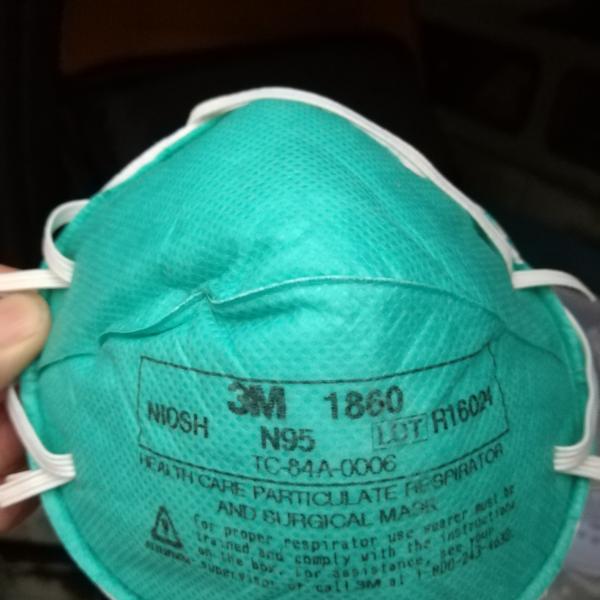 3M 1860
NIOSH N95 LOT R16024
TC-84A-0006
HEALTH CARE PARTICULATE RESPIRATOR
AND SURGICAL MASK
for proper respirator use wearer must be
trained and comply with the instructions
on the box. For assistance, see your
supervisor or call 3M at 1-800-243-4630.